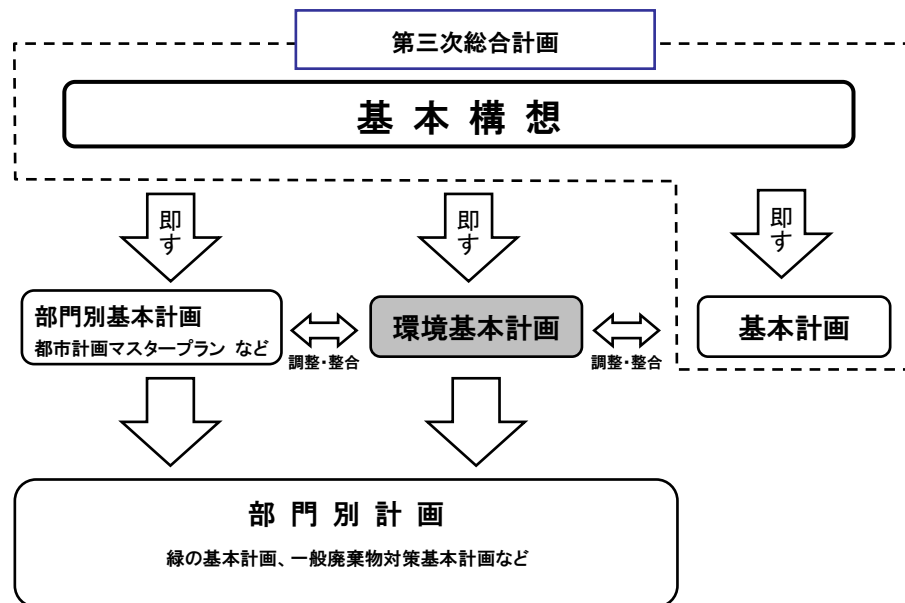 第三次総合計画
基本構想
即す
即す
即す
部門別基本計画
都市計画マスタープラン など
調整・整合
環境基本計画
調整・整合
基本計画
部門別計画
緑の基本計画、一般廃棄物対策基本計画など